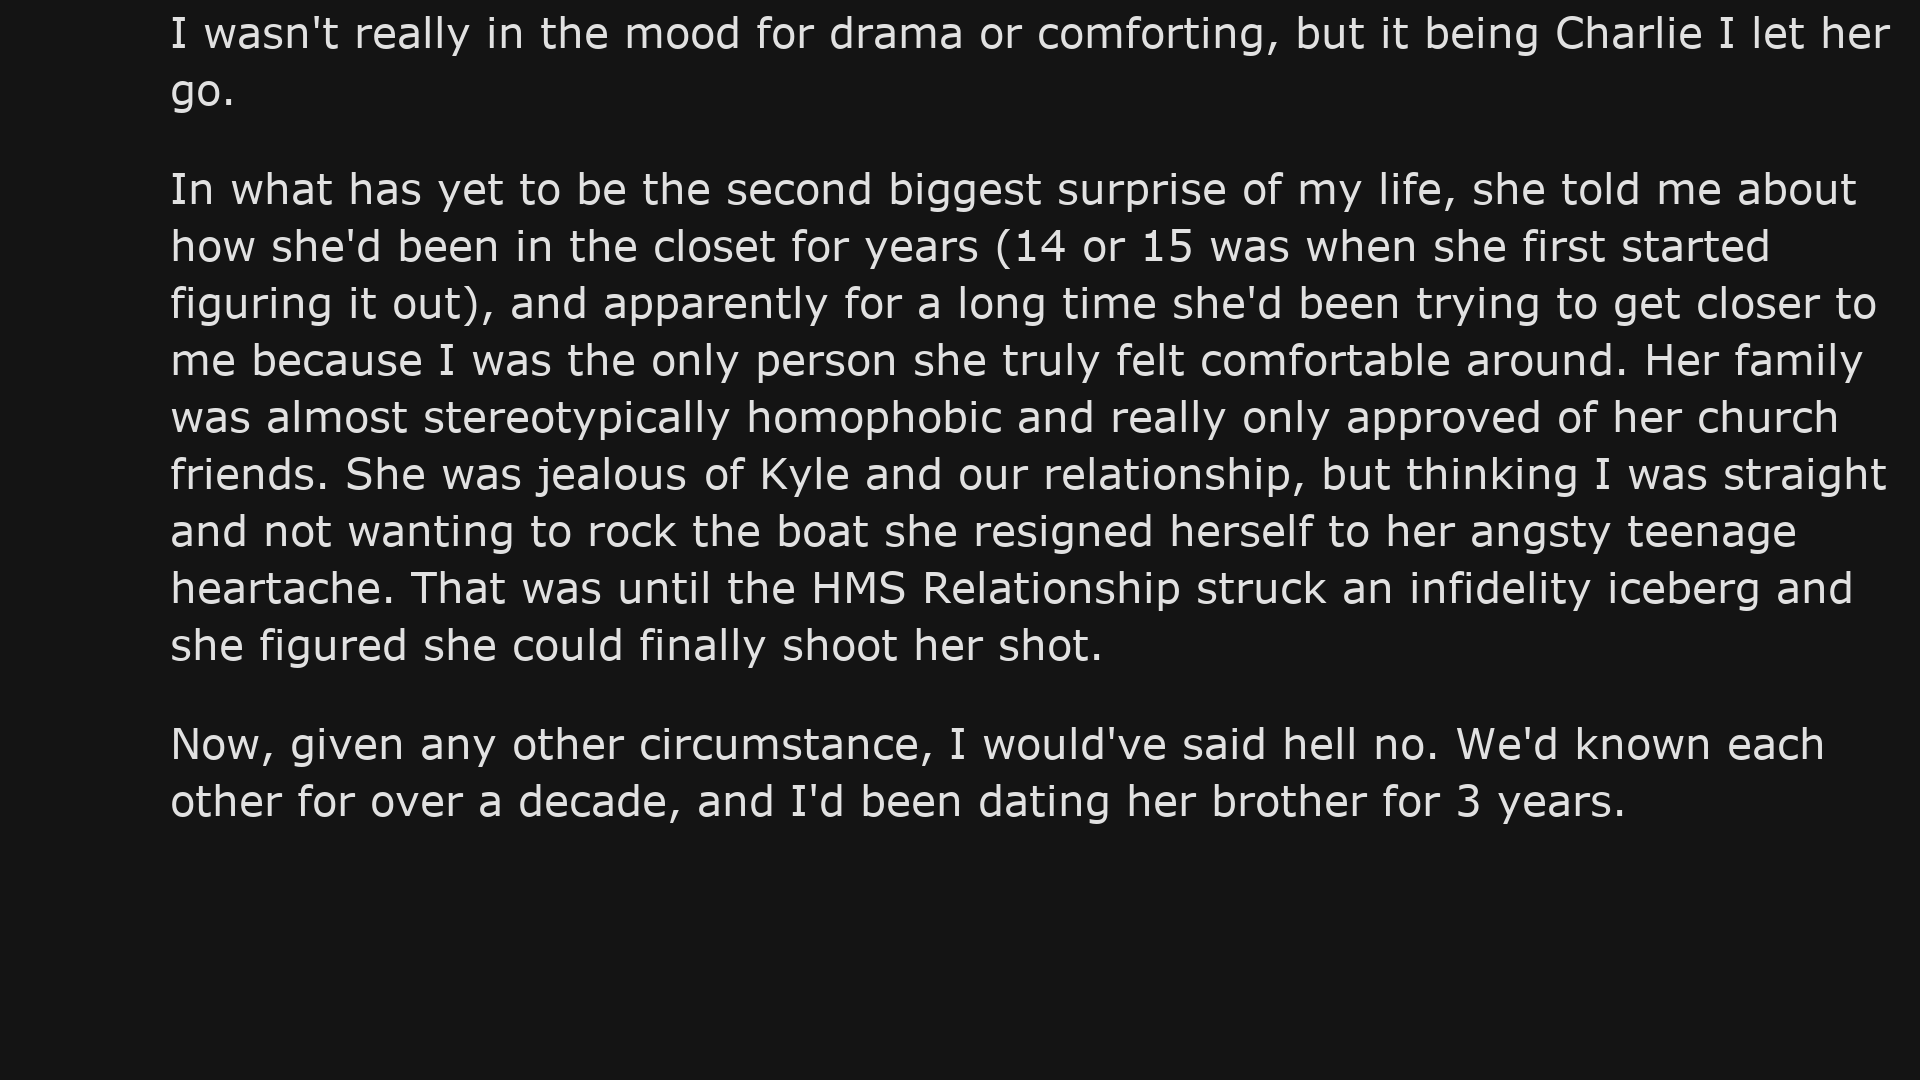 I wasn't really in the mood for drama or comforting, but it being Charlie I let her
go.
In what has yet to be the second biggest surprise of my life, she told me about
how she'd been in the closet for years (14 or 15 was when she first started
figuring it out), and apparently for a long time she'd been trying to get closer to
me because I was the only person she truly felt comfortable around. Her family
was almost stereotypically homophobic and really only approved of her church
friends. She was jealous of Kyle and our relationship, but thinking I was straight
and not wanting to rock the boat she resigned herself to her angsty teenage
heartache. That was until the HMS Relationship struck an infidelity iceberg and
she figured she could finally shoot her shot.
Now, given any other circumstance, I would've said hell no. We'd known each
other for over a decade, and I'd been dating her brother for 3 years.